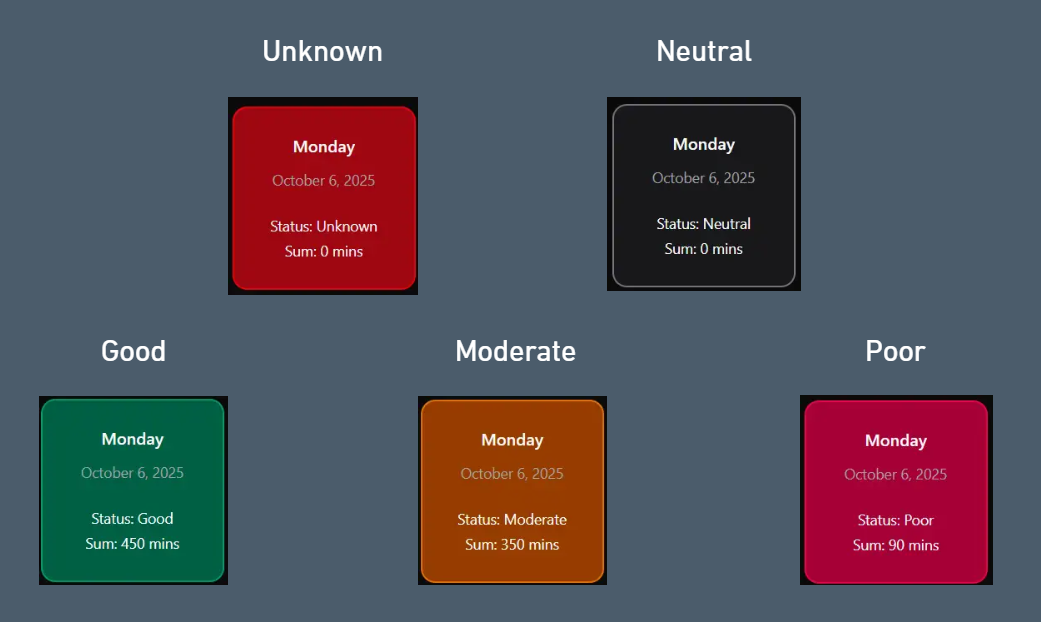 Unknown
Monday
October 6, 2025
Status: Unknown
Sum: 0 mins
Neutral
Monday
October 6, 2025
Status: Neutral
Sum: 0 mins
Good
Monday
October 6, 2025
Status: Good
Sum: 450 mins
Moderate
Monday
October 6, 2025
Status: Moderate
Sum: 350 mins
Poor
Monday
October 6, 2025
Status: Poor
Sum: 90 mins